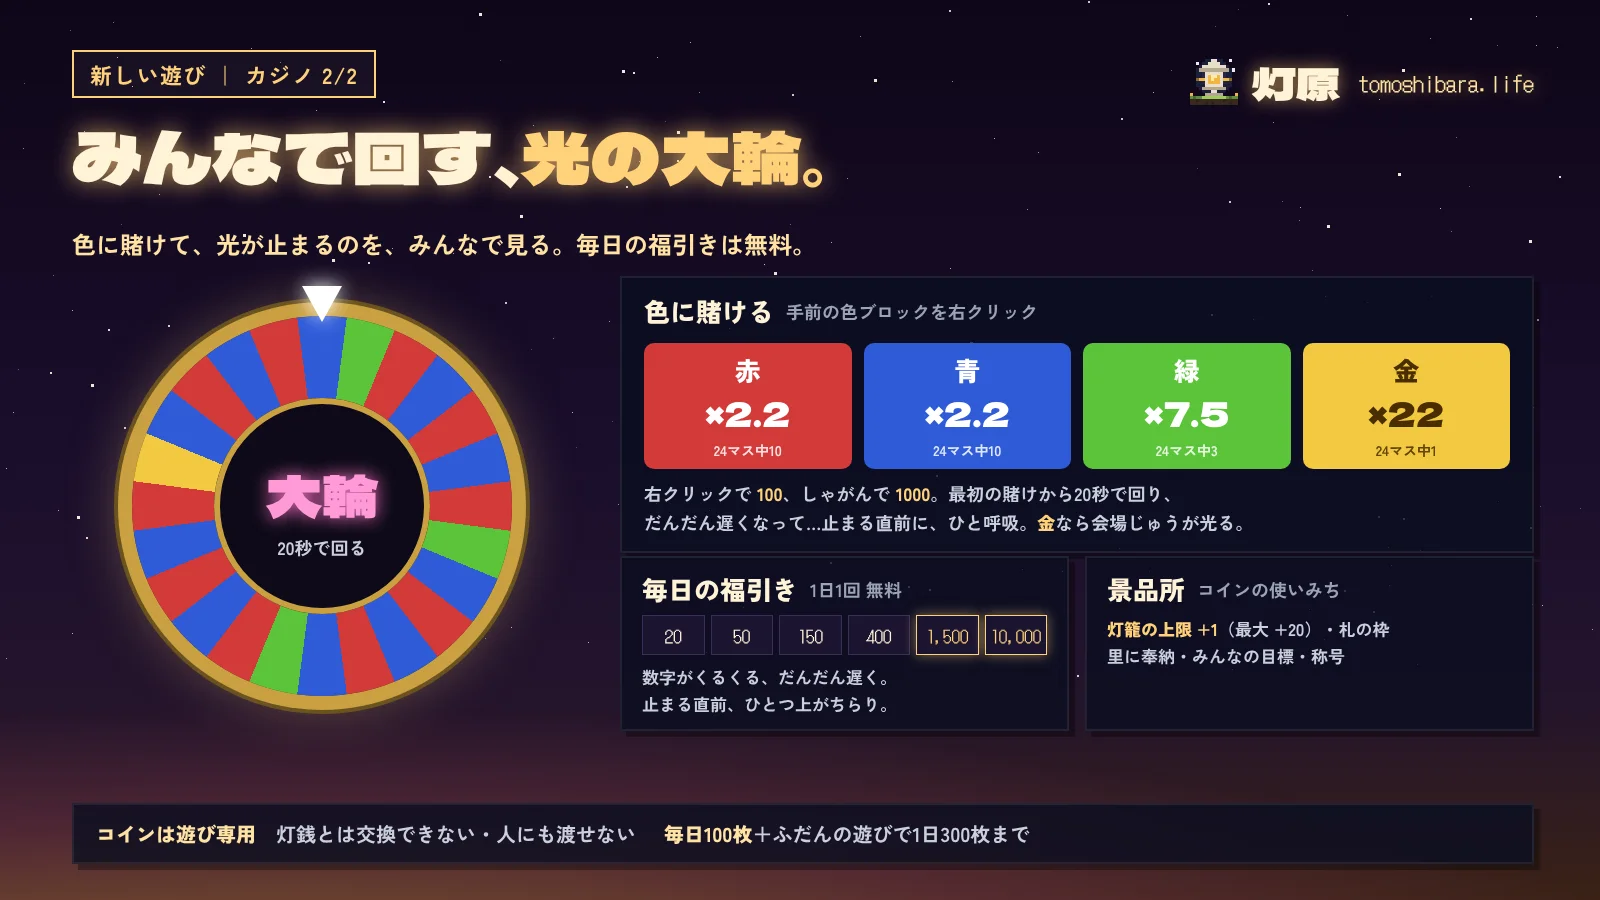 新しい遊び｜カジノ 2/2
灯原 tomoshibara.life
みんなで回す、光の大輪。
色に賭けて、光が止まるのを、みんなで見る。毎日の福引きは無料。
大輪
20秒で回る
色に賭ける 手前の色ブロックを右クリック
赤 青 緑 金
×2.2 ×2.2 ×7.5 ×22
24マス中10 24マス中10 24マス中3 24マス中1
右クリックで 100、しゃがんで 1000。最初の賭けから20秒で回り、
だんだん遅くなって…止まる直前に、ひと呼吸。金なら会場じゅうが光る。
毎日の福引き 1日1回 無料
20 50 150 400 1,500 10,000
数字がくるくる、だんだん遅く。
止まる直前、ひとつ上がちらり。
景品所 コインの使いみち
灯籠の上限 +1（最大 +20）・札の枠
里に奉納・みんなの目標・称号
コインは遊び専用 灯銭とは交換できない・人にも渡せない 毎日100枚＋ふだんの遊びで1日300枚まで